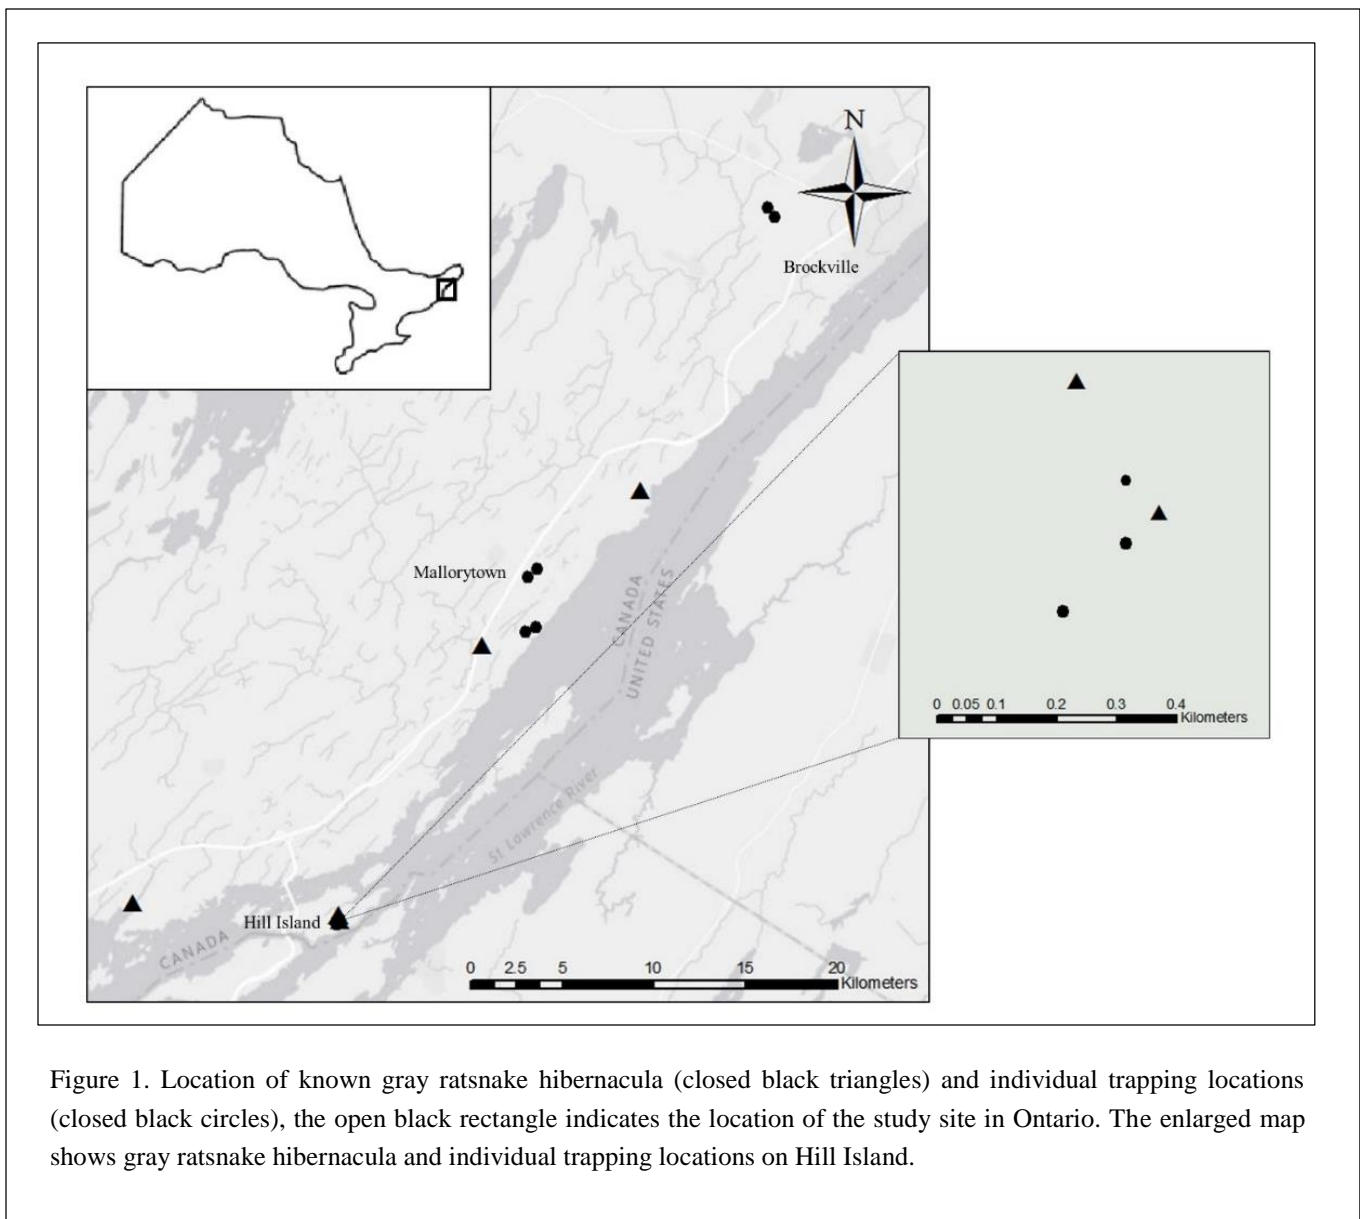 N
Brockville
Mallorytown
CANADA
UNITED STATES
St Lawrence River
Hill Island
CANADA
0 2.5 5 10 15 20
Kilometers
0 0.05 0.1 0.2 0.3 0.4
Kilometers
Figure 1. Location of known gray ratsnake hibernacula (closed black triangles) and individual trapping locations
(closed black circles), the open black rectangle indicates the location of the study site in Ontario. The enlarged map
shows gray ratsnake hibernacula and individual trapping locations on Hill Island.